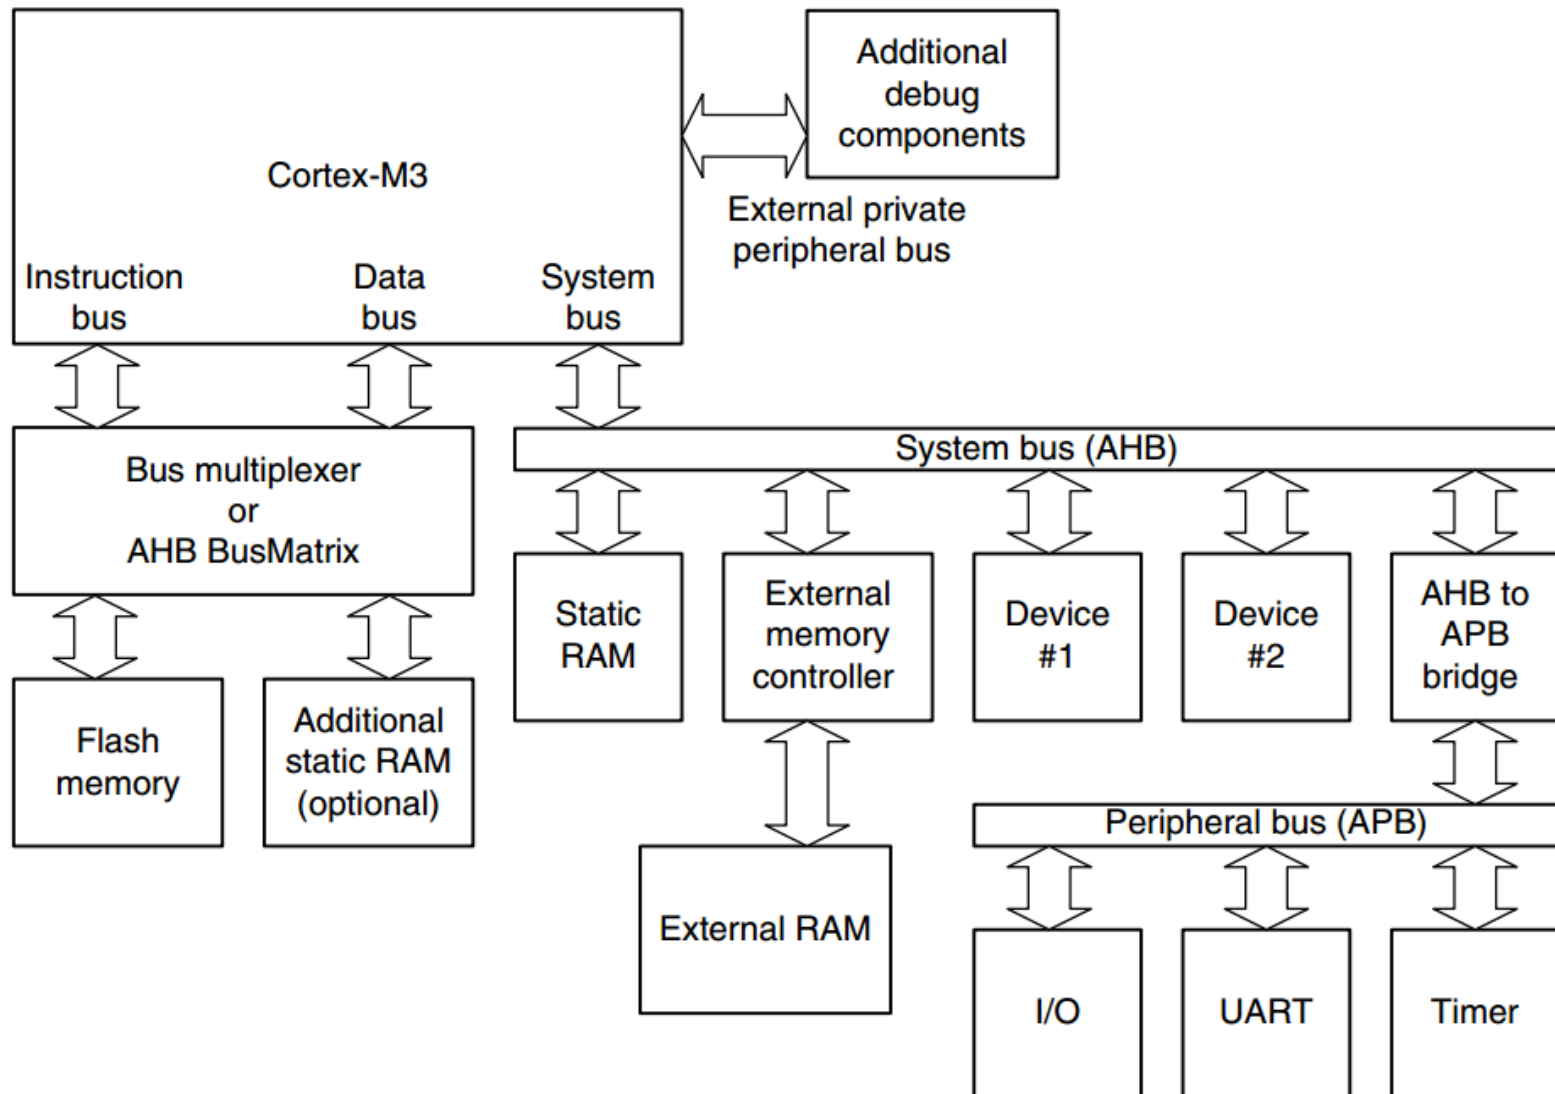 Cortex-M3
Instruction
bus
Data
bus
System
bus
Additional
debug
components
External private
peripheral bus
Bus multiplexer
or
AHB BusMatrix
System bus (AHB)
Flash
memory
Additional
static RAM
(optional)
Static
RAM
External
memory
controller
Device
#1
Device
#2
AHB to
APB
bridge
External RAM
Peripheral bus (APB)
I/O
UART
Timer